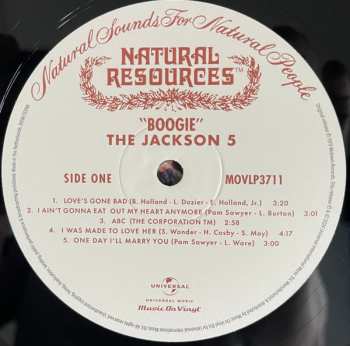 Natural Sounds For Natural People
NATURAL
RESOURCES™
"BOOGIE"
THE JACKSON 5
SIDE ONE MOVLP3711
1. LOVE'S GONE BAD (B. Holland - L. Dozier - E. Holland, Jr.) 3:20
2. I AIN'T GONNA EAT OUT MY HEART ANYMORE (Pam Sawyer - L. Burton) 3:01
3. ABC (THE CORPORATION TM) 2:58
4. I WAS MADE TO LOVE HER (S. Wonder - H. Cosby - S. Moy) 4:17
5. ONE DAY I'LL MARRY YOU (Pam Sawyer - L. Ware) 3:00
UNIVERSAL
UNIVERSAL MUSIC
Music On Vinyl